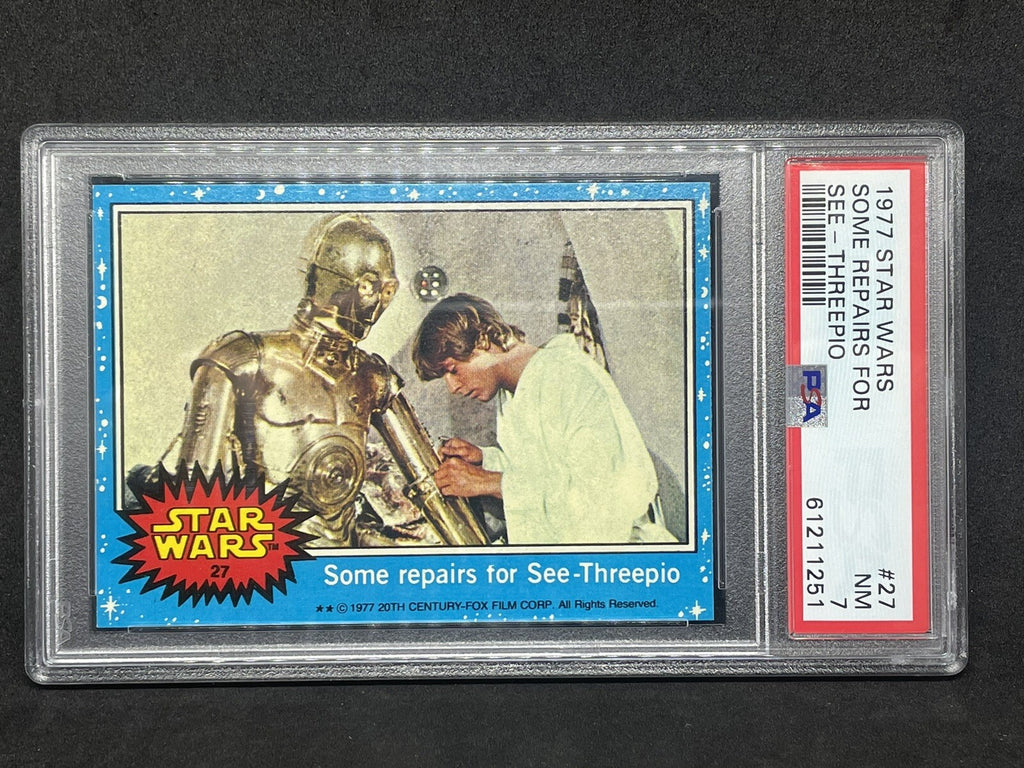 STAR
WARS™
27
Some repairs for See-Threepio
★★ © 1977 20TH CENTURY-FOX FILM CORP. All Rights Reserved.
1977 STAR WARS #27
SOME REPAIRS FOR NM
SEE-THREEPIO 7
PSA
61211251